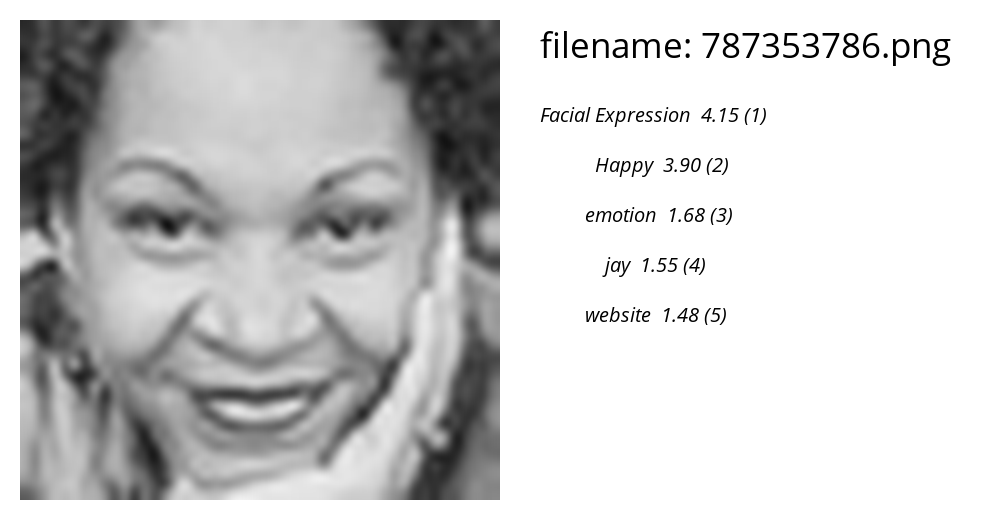 filename: 787353786.png
Facial Expression 4.15 (1)
Happy 3.90 (2)
emotion 1.68 (3)
jay 1.55 (4)
website 1.48 (5)